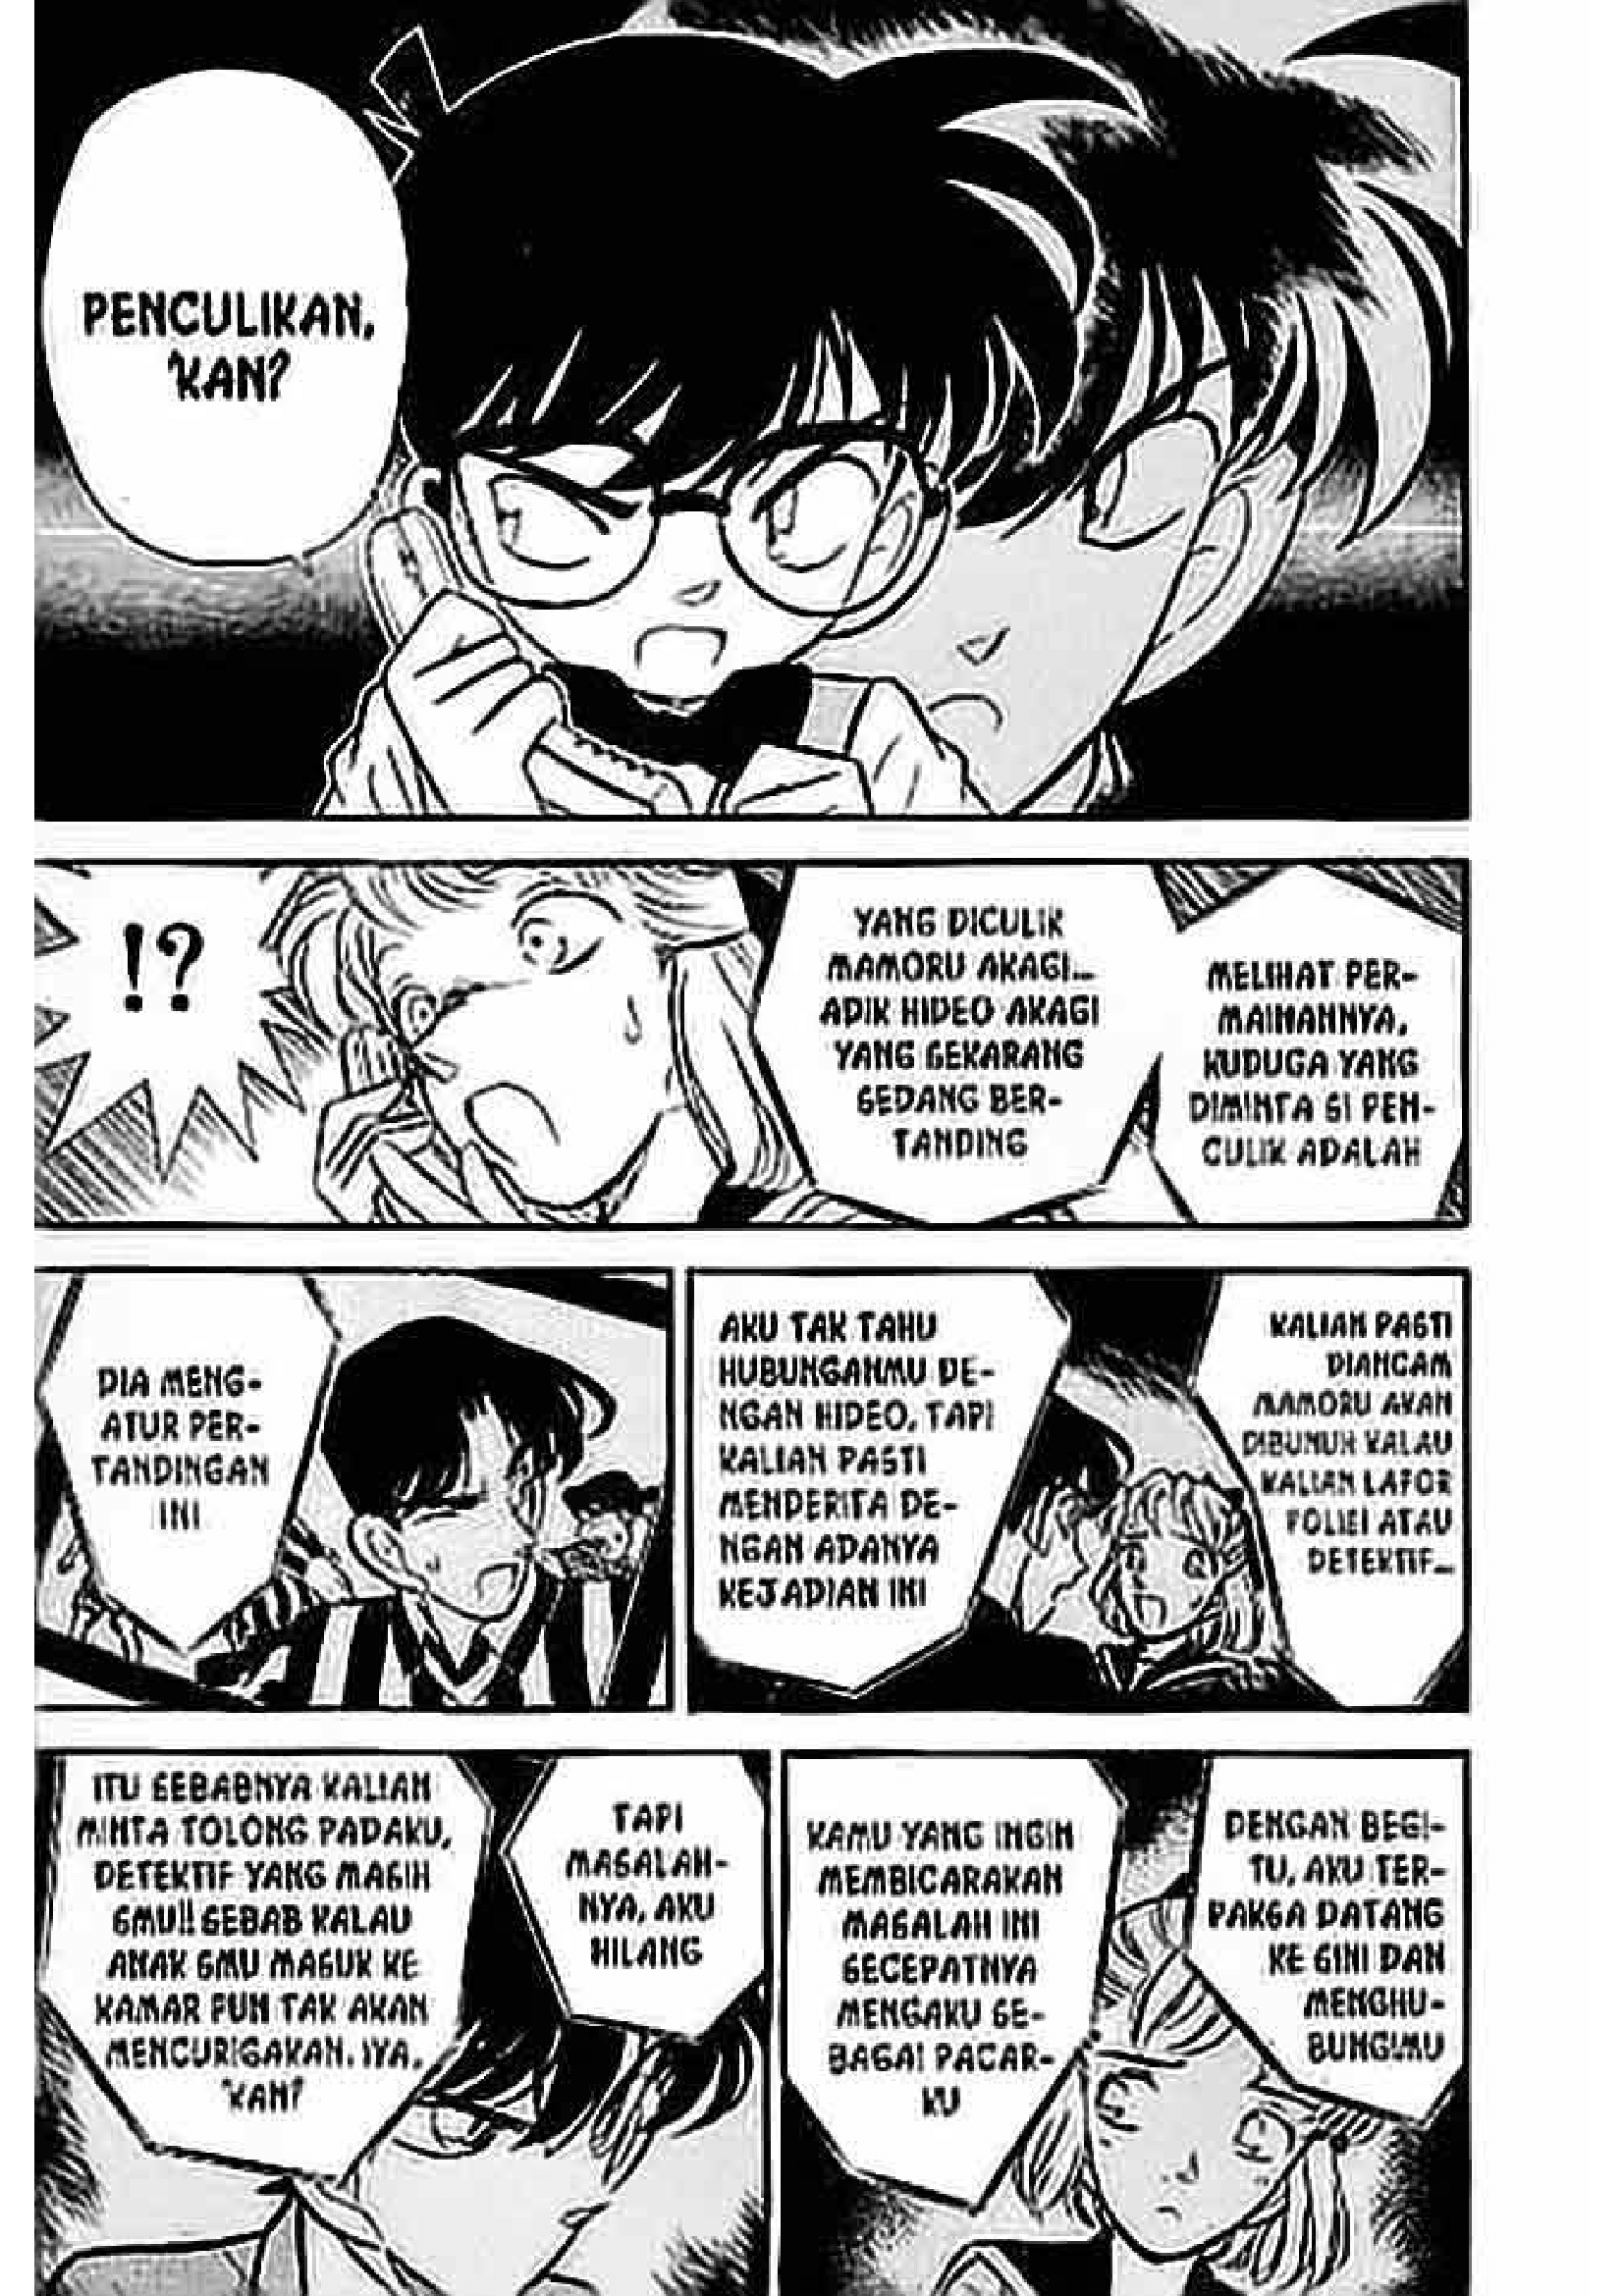 PENCULIKAN,
'KAN?
MELIHAT PER-
MAINANNYA,
KUDUGA YANG
DIMINTA SI PEN-
CULIK ADALAH
YANG DICULIK
MAMORU AKAGI...
ADIK HIDEO AKAGI
YANG SEKARANG
SEDANG BER-
TANDING
!?
KALIAN PASTI
DIANCAM
MAMORU AKAN
DIBUNUH KALAU
KALIAN LAPOR
POLISI ATAU
DETEKTIF...
AKU TAK TAHU
HUBUNGANMU DE-
NGAN HIDEO, TAPI
KALIAN PASTI
MENDERITA DE-
NGAN ADANYA
KEJADIAN INI
DIA MENG-
ATUR PER-
TANDINGAN
INI
DENGAN BEGI-
TU, AKU TER-
PAKSA DATANG
KE SINI DAN
MENGHU-
BUNGIMU
KAMU YANG INGIN
MEMBICARAKAN
MASALAH INI
SECEPATNYA
MENGAKU SE-
BAGAI PACAR-
KU
TAPI
MASALAH-
NYA, AKU
HILANG
ITU SEBABNYA KALIAN
MINTA TOLONG PADAKU,
DETEKTIF YANG MASIH
SMU!! SEBAB KALAU
ANAK SMU MASUK KE
KAMAR PUN TAK AKAN
MENCURIGAKAN. IYA,
'KAN?